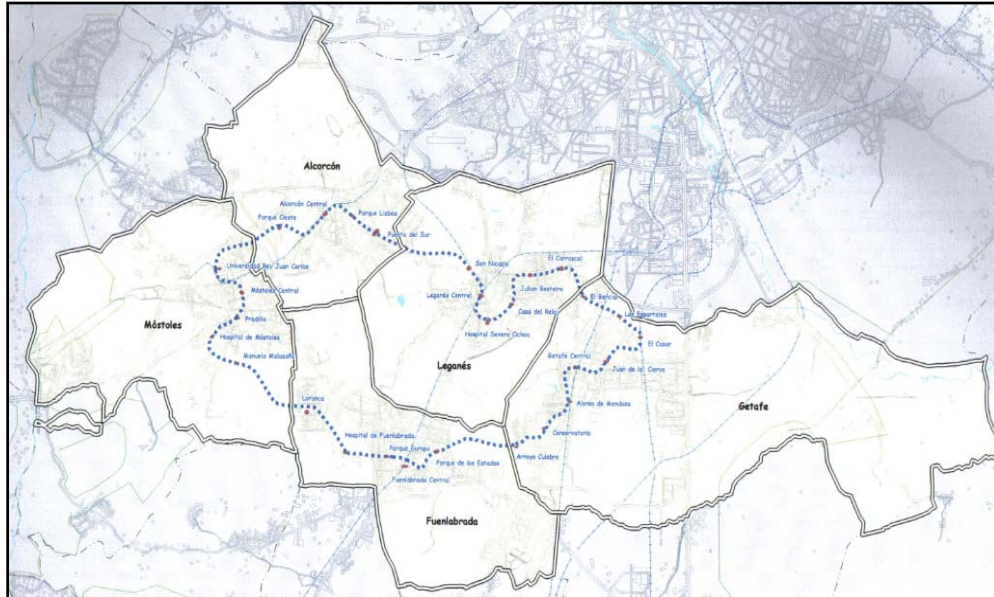 Alcorcón
Alcorcón Central
Parque Lisboa
Parque Oeste
Puerta del Sur
San Nicasio
El Carrascal
Universidad Rey Juan Carlos
Móstoles Central
Leganés Central
Julian Besteiro
El Bercial
Casa del Reloj
Los Espartales
Pradillo
Móstoles
Hospital de Móstoles
Hospital Severo Ochoa
El Casar
Manuela Malasaña
Getafe Central
Leganés
Juan de la Cierva
Loranca
Alonso de Mendoza
Getafe
Conservatorio
Hospital de Fuenlabrada
Arroyo Culebro
Parque Europa
Parque de los Estados
Fuenlabrada Central
Fuenlabrada